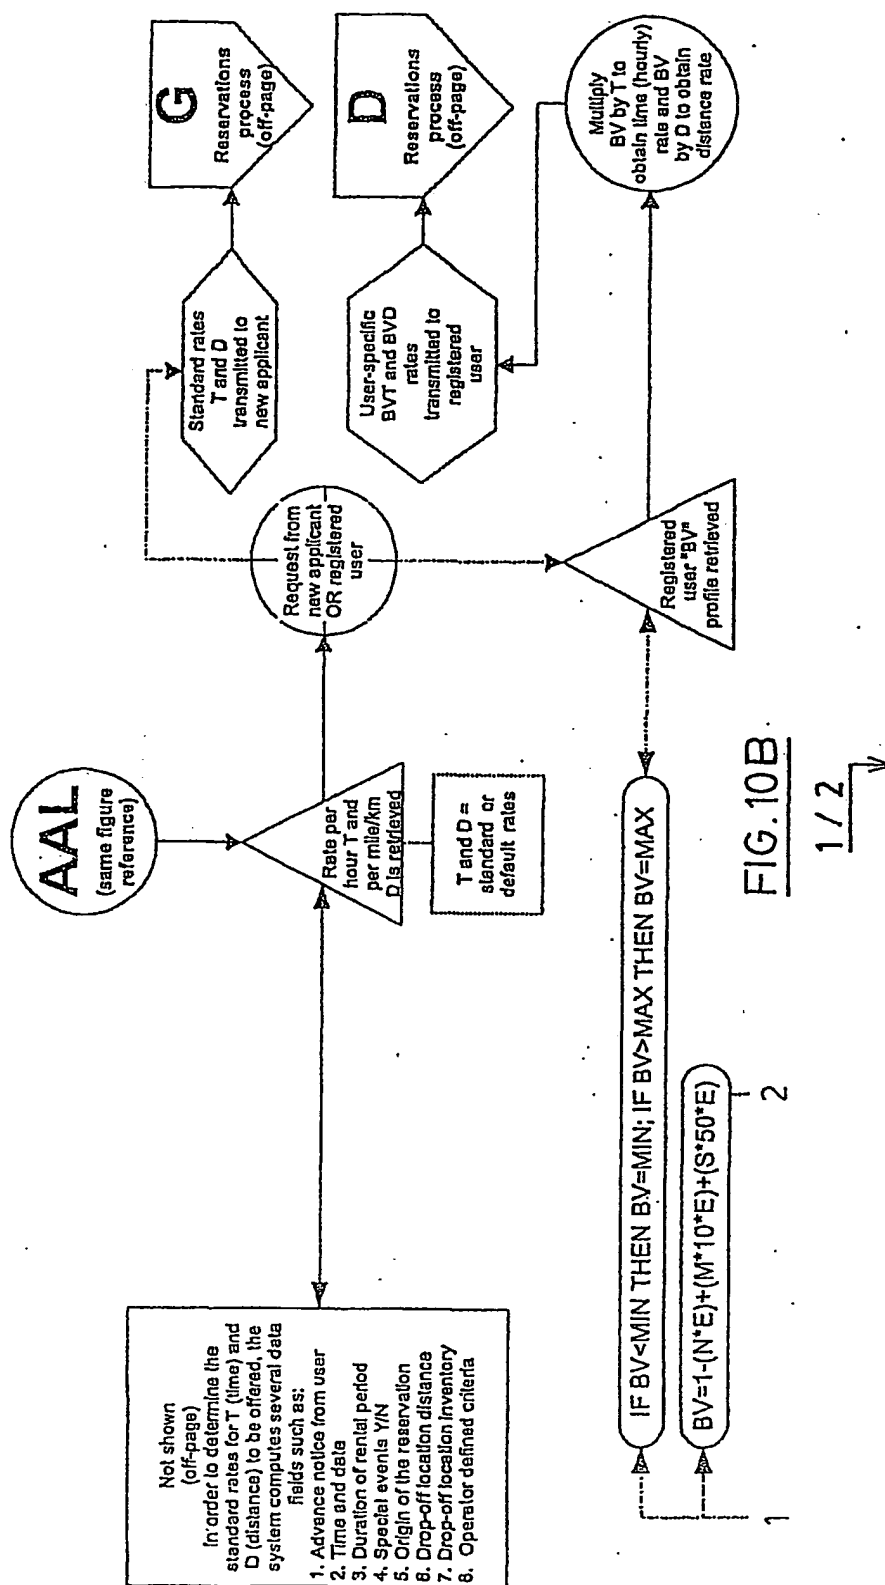 Not shown
(off-page)
In order to determine the
standard rates for T (time) and
D (distance) to be offered, the
system computes several data
fields such as:
1. Advance notice from user
2. Time and date
3. Duration of rental period
4. Special events Y/N
5. Origin of the reservation
6. Drop-off location distance
7. Drop-off location inventory
8. Operator defined criteria
AAL
(same figure
reference)
Rate per
hour T and
per mile/km
D is retrieved
T and D =
standard or
default rates
Request from
new applicant
OR registered
user
Standard rates
T and D
transmitted to
new applicant
G
Reservations
process
(off-page)
User-specific
BVT and BVD
rates
transmitted to
registered
user
D
Reservations
process
(off-page)
IF BV<MIN THEN BV=MIN; IF BV>MAX THEN BV=MAX
BV=1-(N*E)+(M*10*E)+(S*50*E)
1
2
Registered
user "BV"
profile retrieved
Multiply
BV by T to
obtain time (hourly)
rate and BV
by D to obtain
distance rate
FIG. 10B
1/2